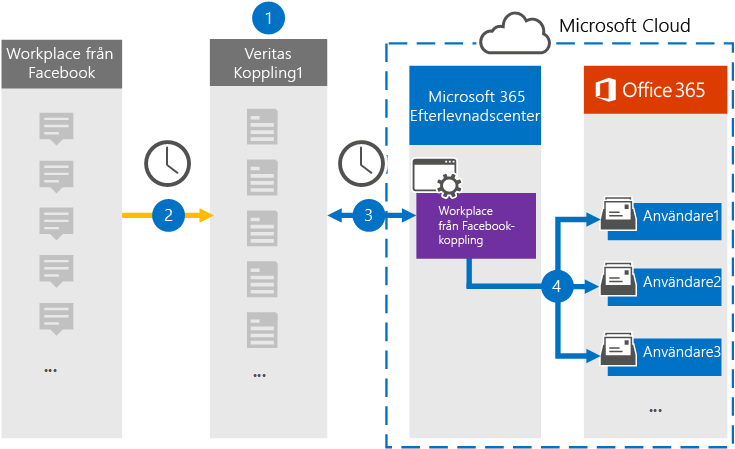 1
Microsoft Cloud
Workplace från
Facebook
Veritas
Koppling1
Microsoft 365
Efterlevnadscenter
Office 365
2
3
Workplace
från Facebook-
koppling
4
Användare1
Användare2
Användare3
...
...
...